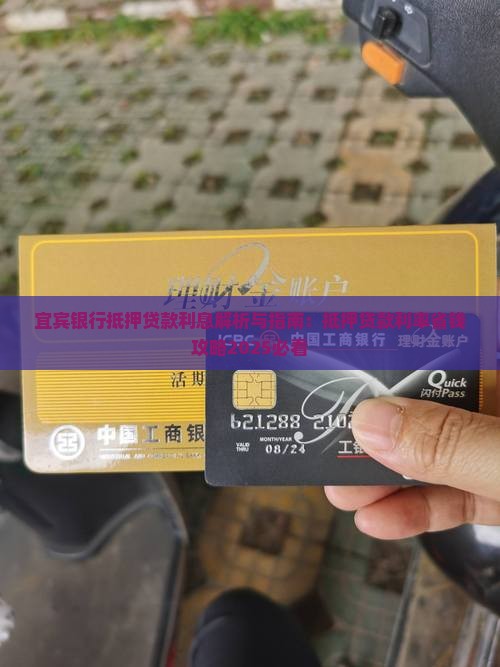 理财金账户
宜宾银行抵押贷款利息解析与指南：抵押贷款利率省钱
攻略2025必看
ICBC 中国工商银行 理财金账户
活期
Quick
闪付Pass
中国工商银
621288 2102
VALID
THRU
MONTH/YEAR
08/24
工银